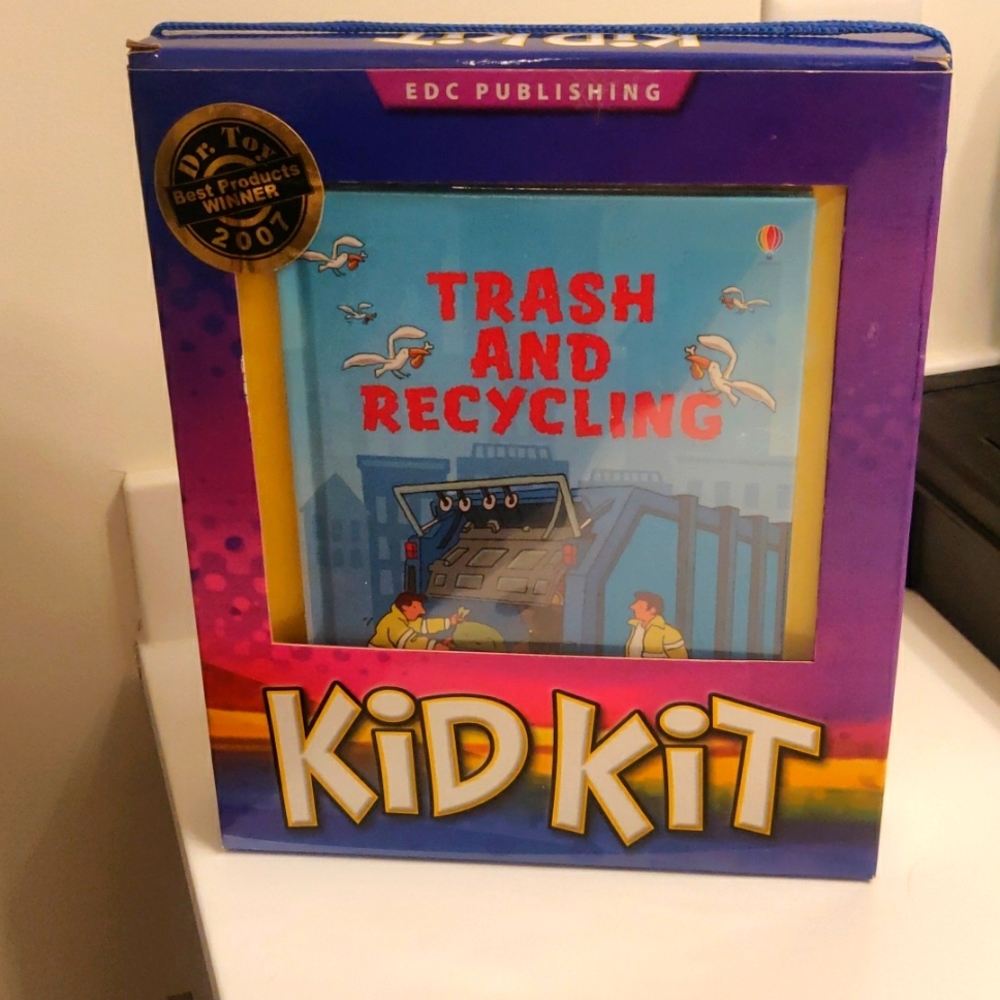 KiD KiT
EDC PUBLISHING
Dr. Toy
Best Products
WINNER
2007
TRASH
AND
RECYCLING
KiD KiT